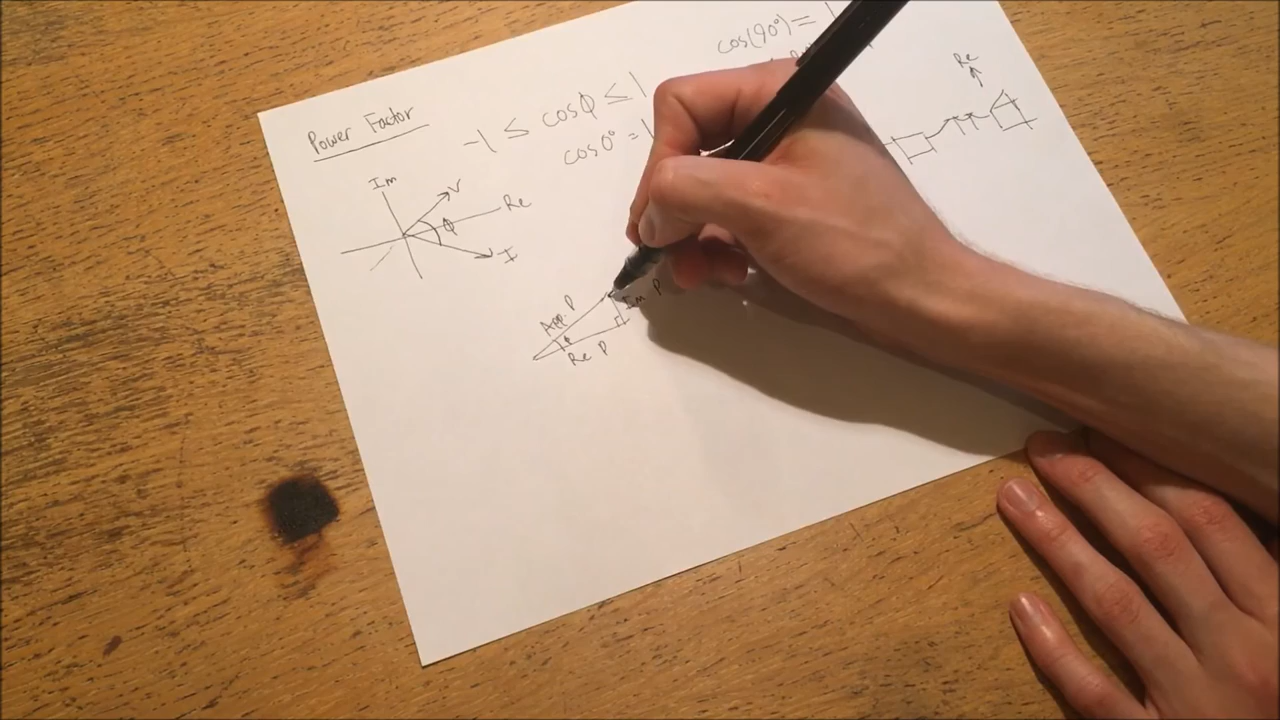 Power Factor
-1 ≤ cosϕ ≤ 1
cos0° = 1
cos(90°) =
Re
Im
V
Re
ϕ
I
App. P
Im P
ϕ
Re P